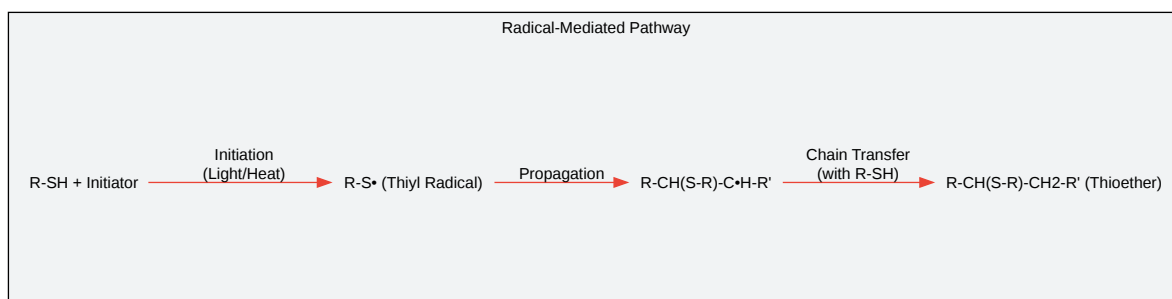 Radical-Mediated Pathway
R-SH + Initiator
Initiation
(Light/Heat)
R-S• (Thiyl Radical)
Propagation
R-CH(S-R)-C•H-R'
Chain Transfer
(with R-SH)
R-CH(S-R)-CH2-R' (Thioether)